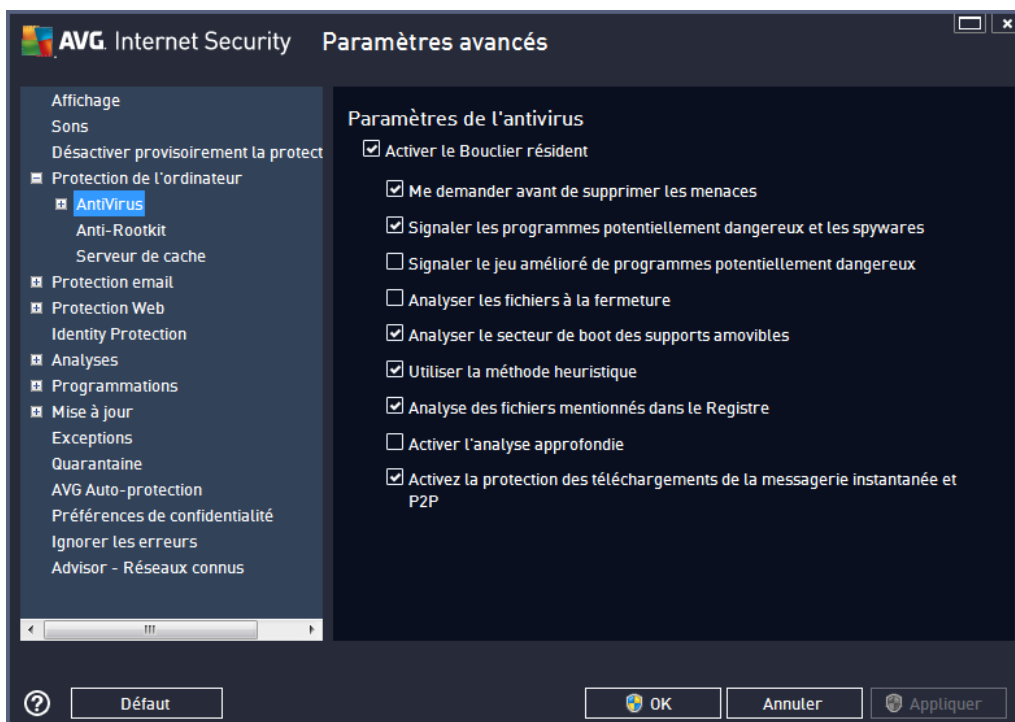 AVG. Internet Security Paramètres avancés
Affichage
Sons
Désactiver provisoirement la protect
Protection de l'ordinateur
AntiVirus
Anti-Rootkit
Serveur de cache
Protection email
Protection Web
Identity Protection
Analyses
Programmations
Mise à jour
Exceptions
Quarantaine
AVG Auto-protection
Préférences de confidentialité
Ignorer les erreurs
Advisor - Réseaux connus
Paramètres de l'antivirus
Activer le Bouclier résident
Me demander avant de supprimer les menaces
Signaler les programmes potentiellement dangereux et les spywares
Signaler le jeu amélioré de programmes potentiellement dangereux
Analyser les fichiers à la fermeture
Analyser le secteur de boot des supports amovibles
Utiliser la méthode heuristique
Analyse des fichiers mentionnés dans le Registre
Activer l'analyse approfondie
Activez la protection des téléchargements de la messagerie instantanée et
P2P
? Défaut OK Annuler Appliquer